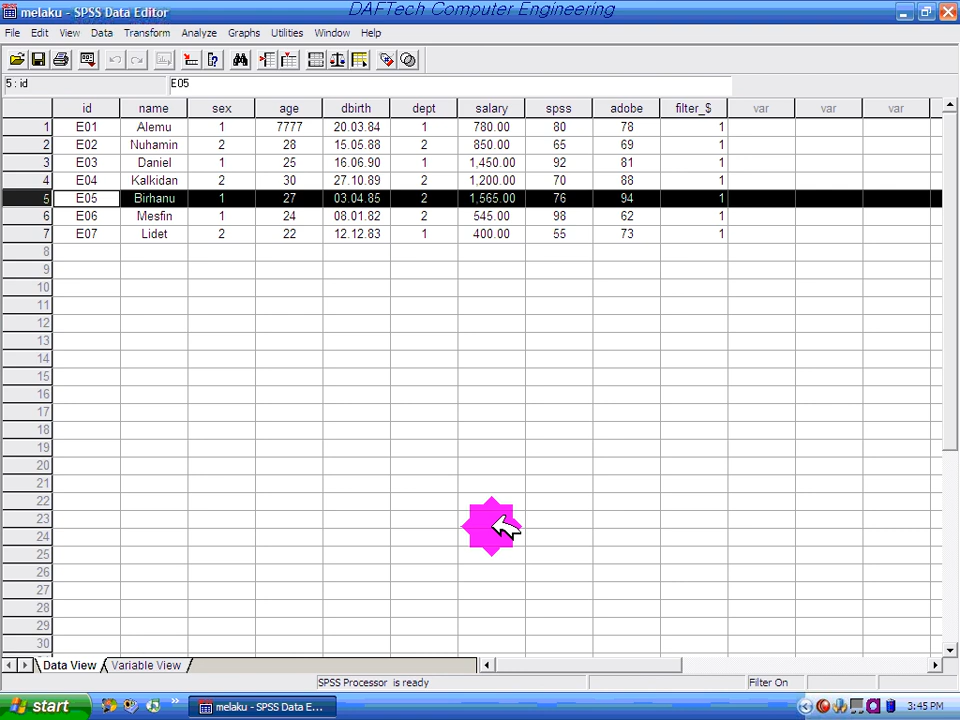 DAFTech Computer Engineering
melaku - SPSS Data Editor
File Edit View Data Transform Analyze Graphs Utilities Window Help
5 : id E05
id name sex age dbirth dept salary spss adobe filter_$ var var var
1 E01 Alemu 1 7777 20.03.84 1 780.00 80 78 1
2 E02 Nuhamin 2 28 15.05.88 2 850.00 65 69 1
3 E03 Daniel 1 25 16.06.90 1 1,450.00 92 81 1
4 E04 Kalkidan 2 30 27.10.89 2 1,200.00 70 88 1
5 E05 Birhanu 1 27 03.04.85 2 1,565.00 76 94 1
6 E06 Mesfin 1 24 08.01.82 2 545.00 98 62 1
7 E07 Lidet 2 22 12.12.83 1 400.00 55 73 1
8
9
10
11
12
13
14
15
16
17
18
19
20
21
22
23
24
25
26
27
28
29
30
Data View Variable View
SPSS Processor is ready Filter On
start melaku - SPSS Data E... 3:45 PM